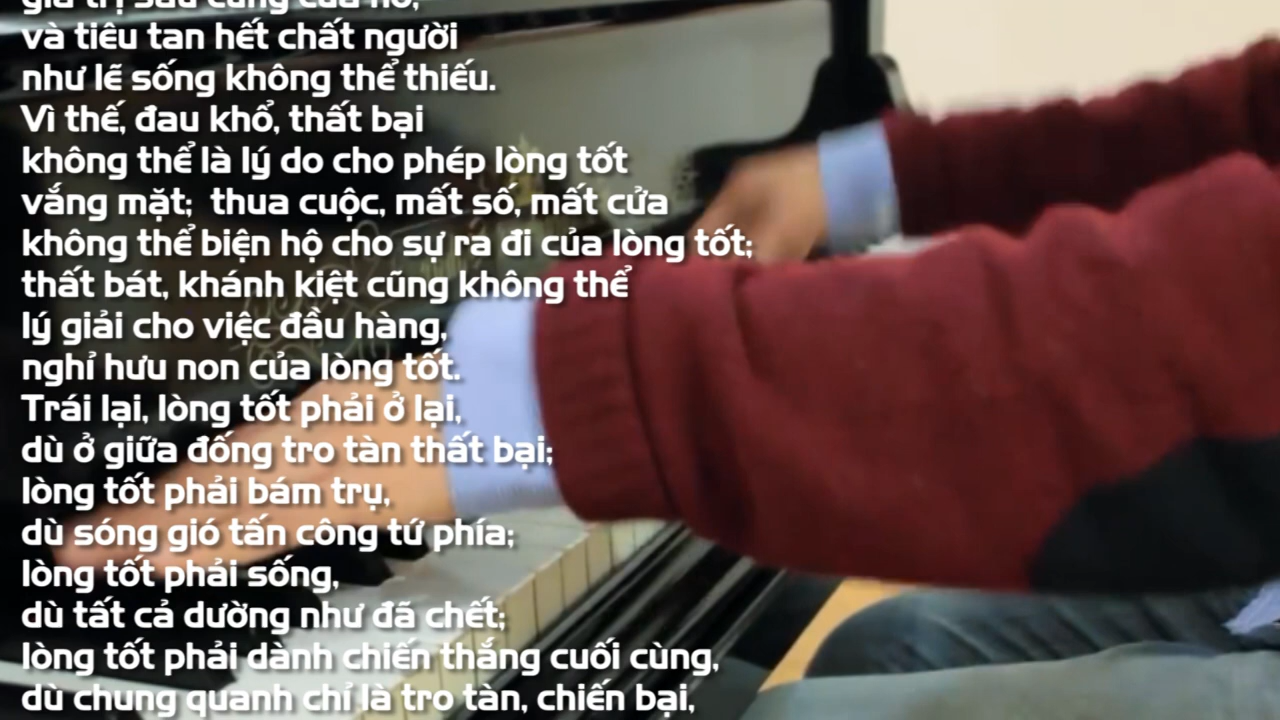 giá trị sau cùng của nó,
và tiêu tan hết chất người
như lẽ sống không thể thiếu.
Vì thế, đau khổ, thất bại
không thể là lý do cho phép lòng tốt
vắng mặt; thua cuộc, mất số, mất cửa
không thể biện hộ cho sự ra đi của lòng tốt;
thất bát, khánh kiệt cũng không thể
lý giải cho việc đầu hàng,
nghỉ hưu non của lòng tốt.
Trái lại, lòng tốt phải ở lại,
dù ở giữa đống tro tàn thất bại;
lòng tốt phải bám trụ,
dù sóng gió tấn công tứ phía;
lòng tốt phải sống,
dù tất cả dường như đã chết;
lòng tốt phải dành chiến thắng cuối cùng,
dù chung quanh chỉ là tro tàn, chiến bại,